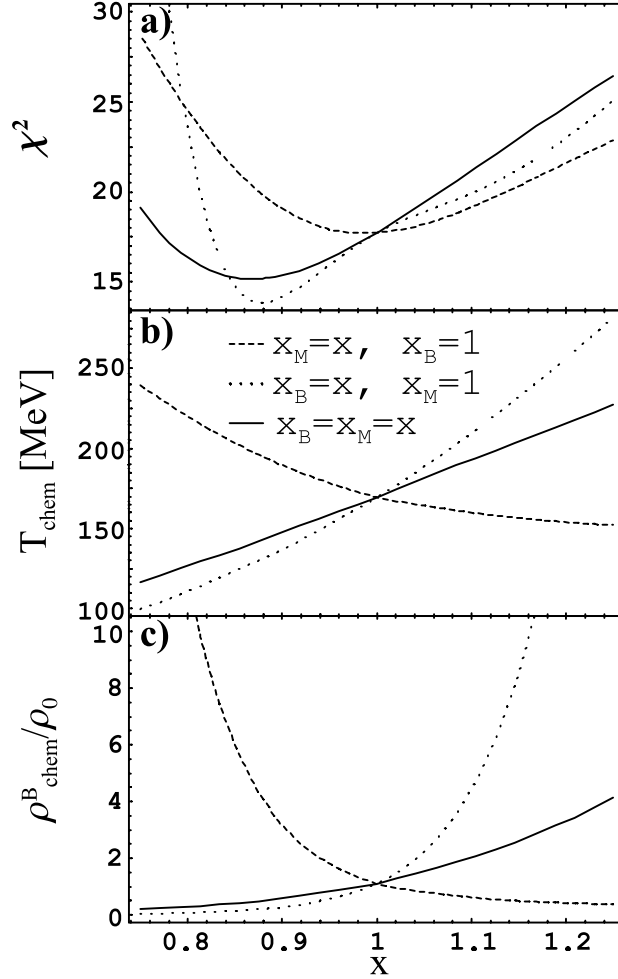 a)
30
25
20
15
χ²
b)
x_M=x, x_B=1
x_B=x, x_M=1
x_B=x_M=x
250
200
150
100
T_chem [MeV]
c)
10
8
6
4
2
0
ρ^B_chem/ρ_0
0.8 0.9 1 1.1 1.2
x